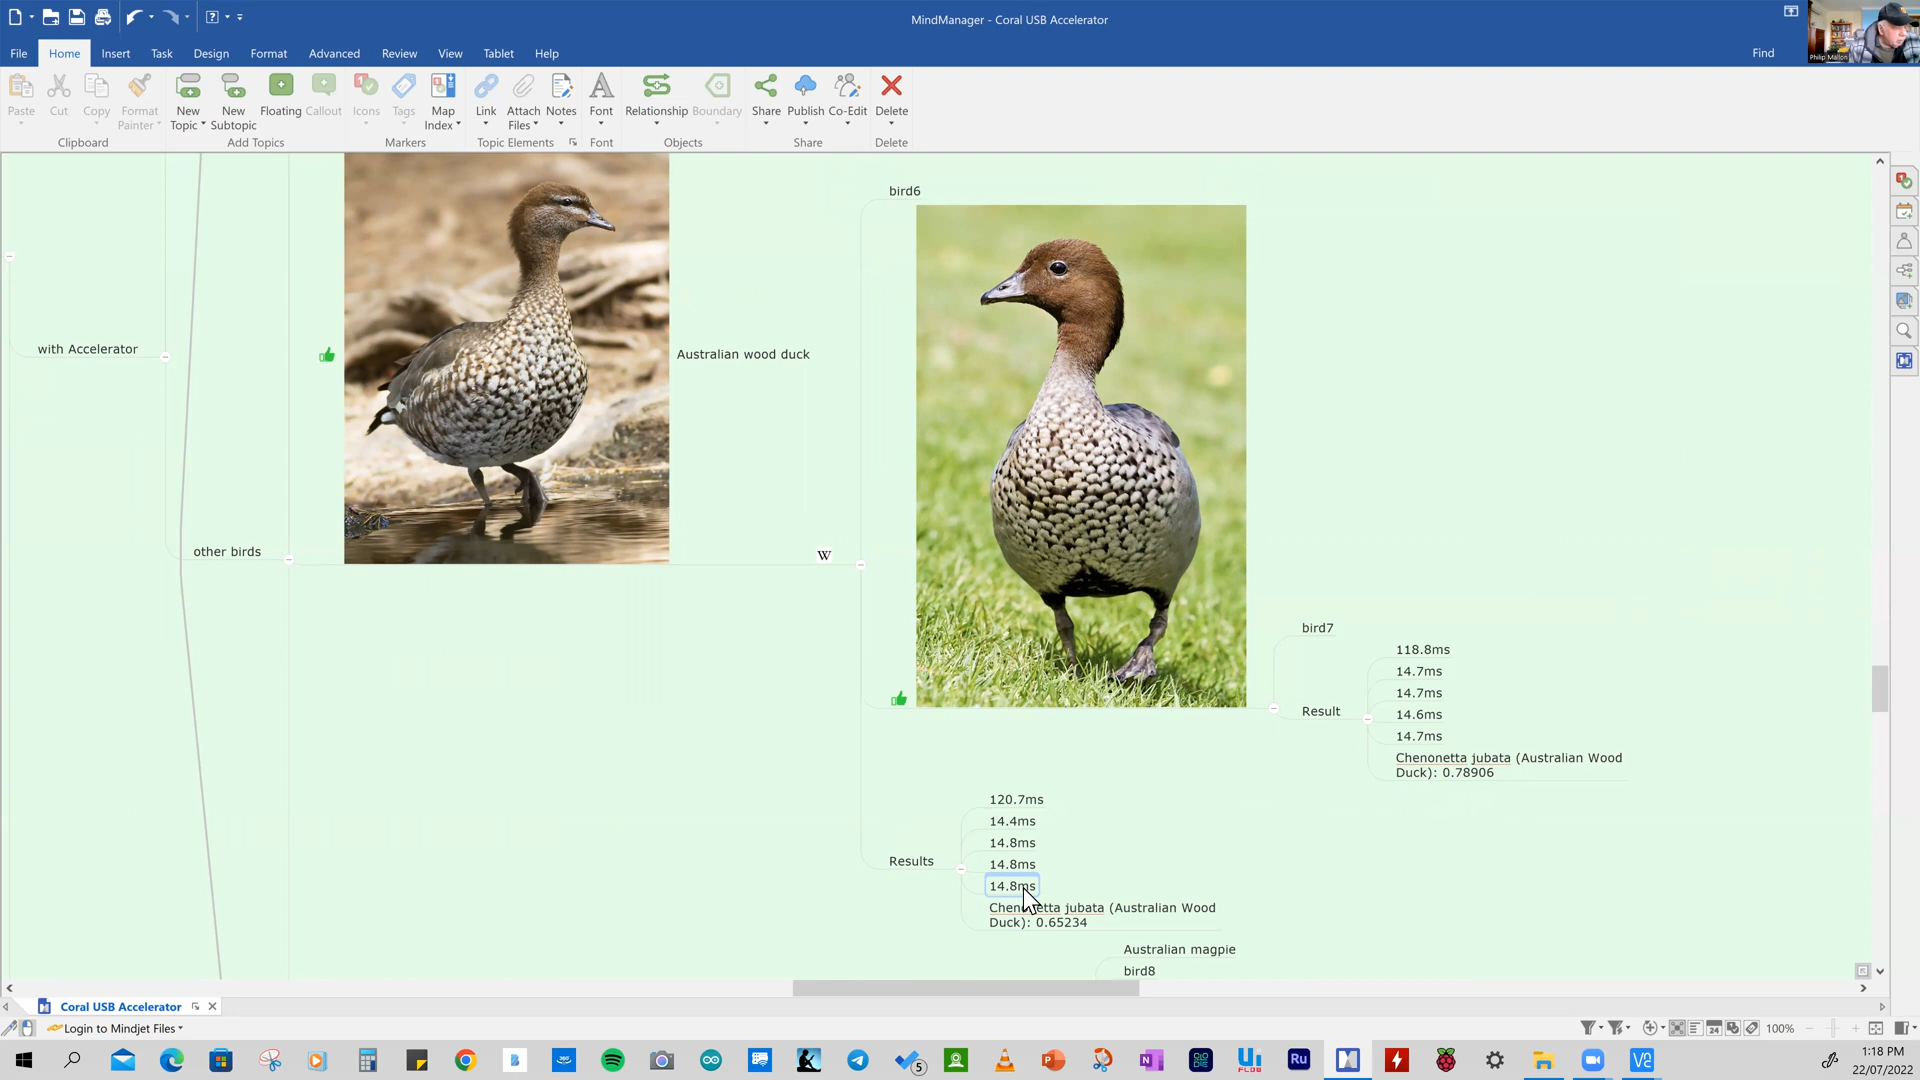 MindManager - Coral USB Accelerator
Philip Mallon
File Home Insert Task Design Format Advanced Review View Tablet Help Find
Paste Cut Copy Format Painter
New Topic New Subtopic Floating Callout
Icons Tags Map Index
Link Attach Files Notes
Font
Relationship Boundary
Share Publish Co-Edit
Delete
Clipboard Add Topics Markers Topic Elements Font Objects Share Delete
bird6
with Accelerator
Australian wood duck
other birds
W
bird7
118.8ms
14.7ms
14.7ms
Result
14.6ms
14.7ms
Chenonetta jubata (Australian Wood
Duck): 0.78906
120.7ms
14.4ms
14.8ms
Results
14.8ms
14.8ms
Chenonetta jubata (Australian Wood
Duck): 0.65234
Australian magpie
bird8
Coral USB Accelerator
Login to Mindjet Files
100%
5
Ru
1:18 PM
22/07/2022